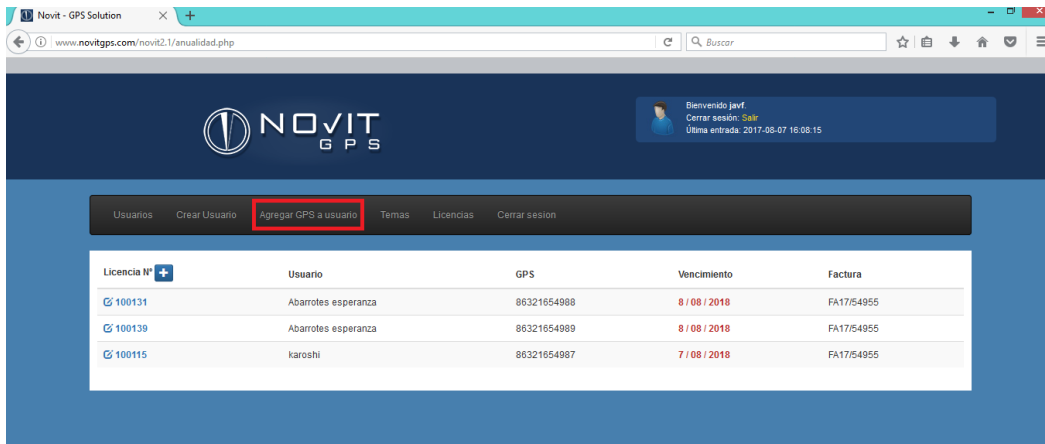 Novit - GPS Solution
www.novitgps.com/novit2.1/anualidad.php
Buscar
NOVIT
GPS
Bienvenido javf.
Cerrar sesión: Salir
Última entrada: 2017-08-07 16:08:15
Usuarios Crear Usuario Agregar GPS a usuario Temas Licencias Cerrar sesion
Licencia N° Usuario GPS Vencimiento Factura
100131 Abarrotes esperanza 86321654988 8 / 08 / 2018 FA17/54955
100139 Abarrotes esperanza 86321654989 8 / 08 / 2018 FA17/54955
100115 karoshi 86321654987 7 / 08 / 2018 FA17/54955